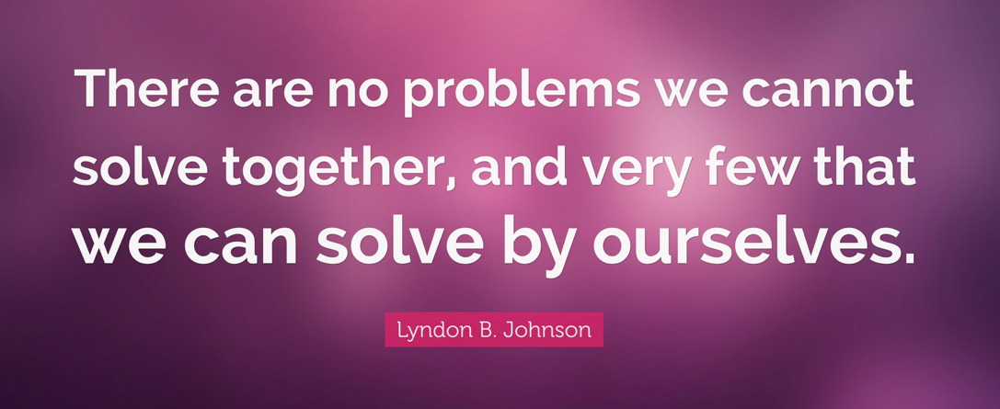 There are no problems we cannot
solve together, and very few that
we can solve by ourselves.
Lyndon B. Johnson